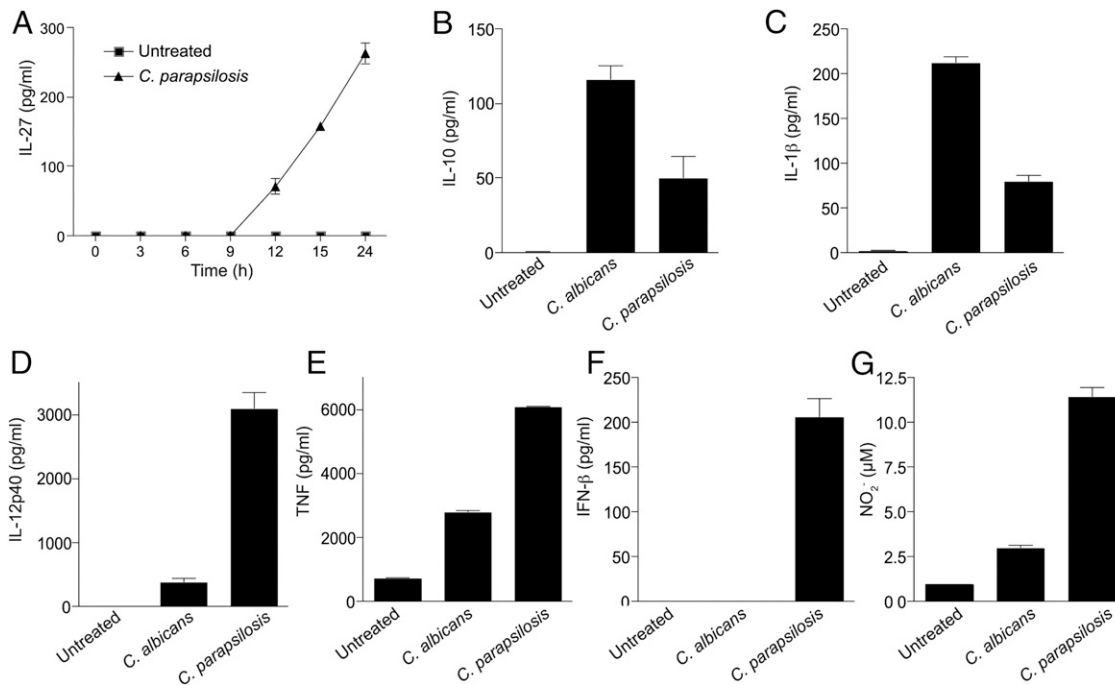 A
IL-27 (pg/ml)
300
200
100
0
Untreated
C. parapsilosis
0 3 6 9 12 15 24
Time (h)
B
IL-10 (pg/ml)
150
100
50
0
Untreated
C. albicans
C. parapsilosis
C
IL-1β (pg/ml)
250
200
150
100
50
0
Untreated
C. albicans
C. parapsilosis
D
IL-12p40 (pg/ml)
3000
2000
1000
0
Untreated
C. albicans
C. parapsilosis
E
TNF (pg/ml)
6000
4000
2000
0
Untreated
C. albicans
C. parapsilosis
F
IFN-β (pg/ml)
250
200
150
100
50
0
Untreated
C. albicans
C. parapsilosis
G
NO₂⁻ (μM)
12.5
10.0
7.5
5.0
2.5
0.0
Untreated
C. albicans
C. parapsilosis